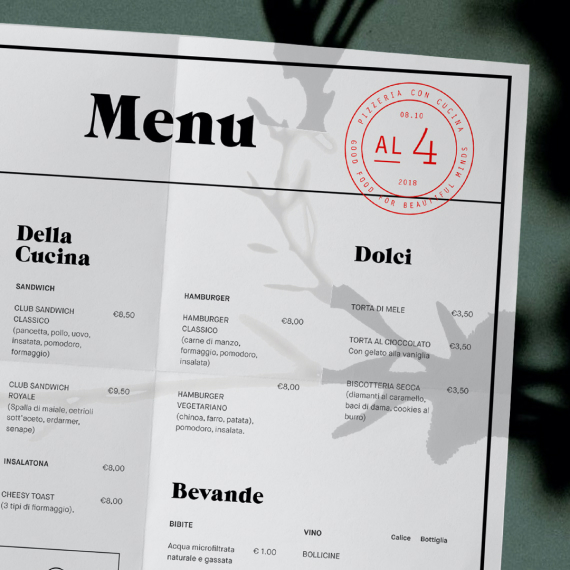 Menu
PIZZERIA CON CUCINA
08.10
AL 4
2018
GOOD FOOD FOR BEAUTIFUL MINDS
Della
Cucina
SANDWICH
CLUB SANDWICH €8,50
CLASSICO
(pancetta, pollo, uovo,
insatata, pomodoro,
formaggio)
CLUB SANDWICH €9,50
ROYALE
(Spalla di maiale, cetrioli
sott'aceto, erdarmer,
senape)
INSALATONA €8,00
CHEESY TOAST €8,00
(3 tipi di formaggio).
HAMBURGER
HAMBURGER €8,00
CLASSICO
(carne di manzo,
formaggio, pomodoro,
insalata)
HAMBURGER €8,00
VEGETARIANO
(chinoa, farro, patata),
pomodoro, insalata.
Dolci
TORTA DI MELE €3,50
TORTA AL CIOCCOLATO €3,50
Con gelato alla vaniglia
BISCOTTERIA SECCA €3,50
(diamanti al caramello,
baci di dama, cookies al
burro)
Bevande
BIBITE
Acqua microfiltrata € 1.00
naturale e gassata
VINO Calice Bottiglia
BOLLICINE